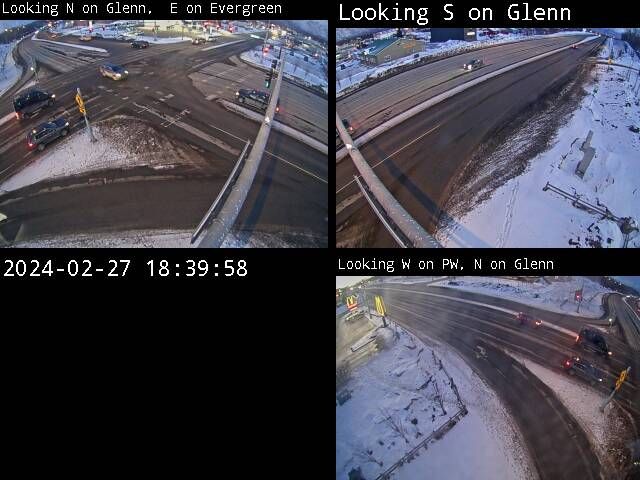 Looking N on Glenn,  E on Evergreen
Looking S on Glenn
2024-02-27 18:39:58
Looking W on PW, N on Glenn